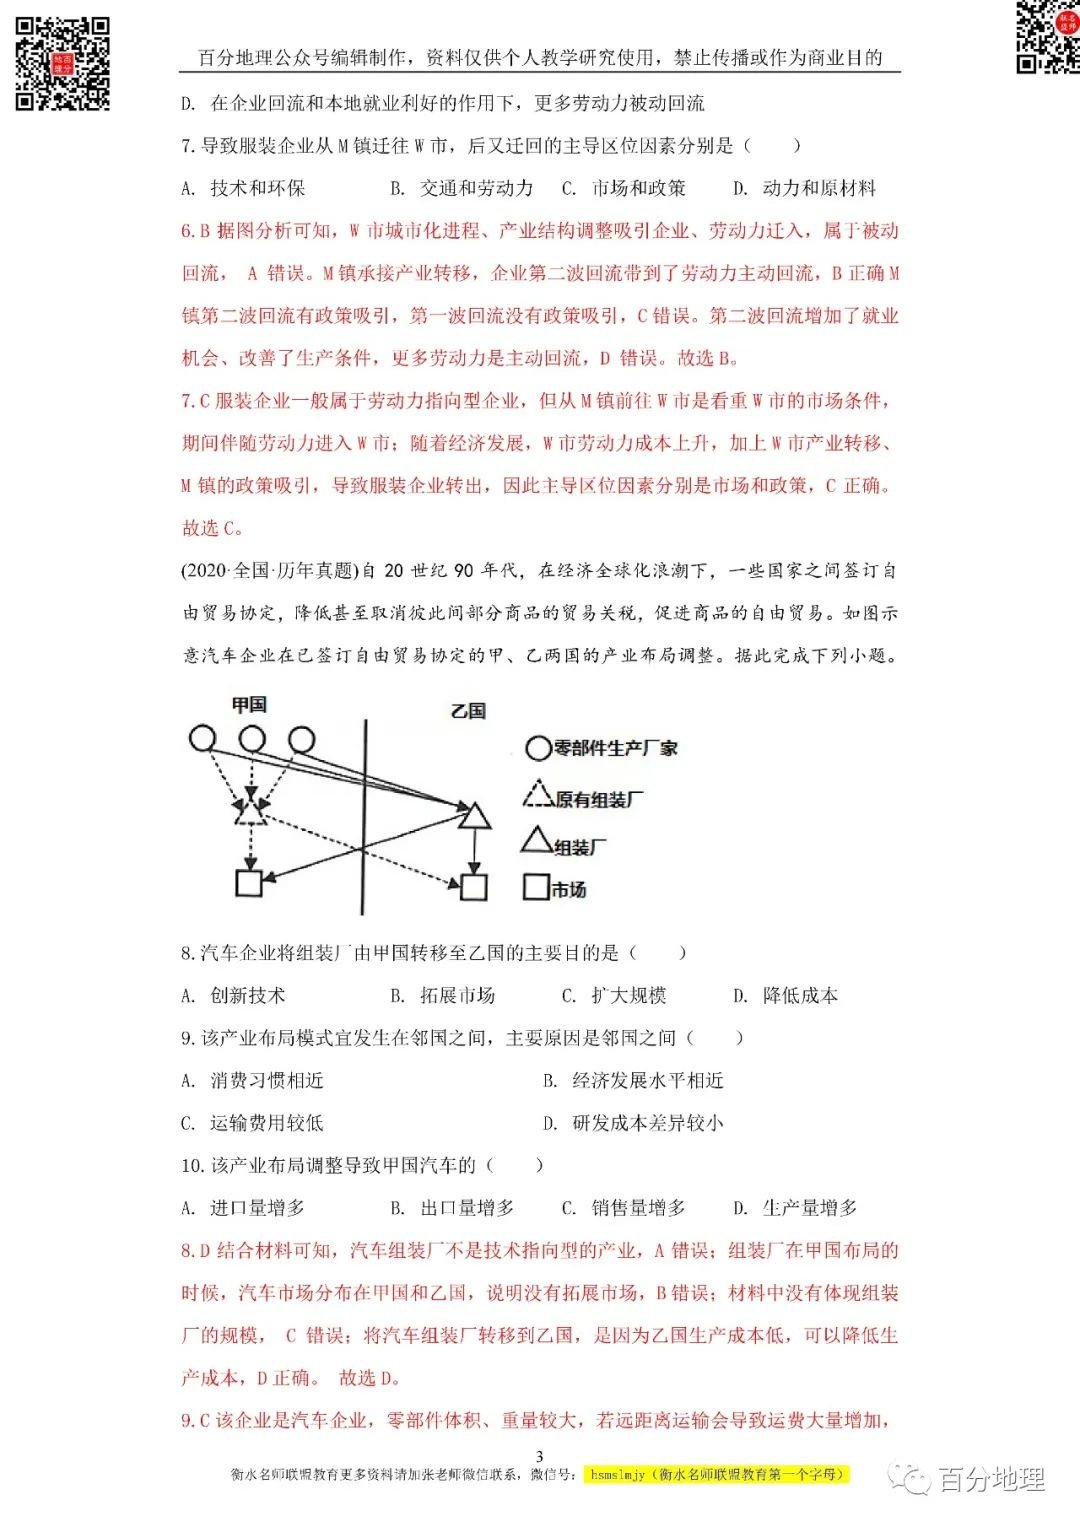 百分地理公众号编辑制作，资料仅供个人教学研究使用，禁止传播或作为商业目的
D. 在企业回流和本地就业利好的作用下，更多劳动力被动回流
7.导致服装企业从M镇迁往W市，后又迁回的主导区位因素分别是（　　）
A. 技术和环保 B. 交通和劳动力 C. 市场和政策 D. 动力和原材料
6.B 据图分析可知，W 市城市化进程、产业结构调整吸引企业、劳动力迁入，属于被动
回流， A 错误。M镇承接产业转移，企业第二波回流带到了劳动力主动回流，B正确M
镇第二波回流有政策吸引，第一波回流没有政策吸引，C错误。第二波回流增加了就业
机会、改善了生产条件，更多劳动力是主动回流，D 错误。故选B。
7.C服装企业一般属于劳动力指向型企业，但从M镇前往W市是看重W市的市场条件，
期间伴随劳动力进入W市；随着经济发展，W市劳动力成本上升，加上W市产业转移、
M 镇的政策吸引，导致服装企业转出，因此主导区位因素分别是市场和政策，C 正确。
故选C。
(2020·全国·历年真题)自 20 世纪 90 年代，在经济全球化浪潮下，一些国家之间签订自
由贸易协定，降低甚至取消彼此间部分商品的贸易关税，促进商品的自由贸易。如图示
意汽车企业在已签订自由贸易协定的甲、乙两国的产业布局调整。据此完成下列小题。
甲国
乙国
零部件生产厂家
原有组装厂
组装厂
市场
8.汽车企业将组装厂由甲国转移至乙国的主要目的是（　　）
A. 创新技术 B. 拓展市场 C. 扩大规模 D. 降低成本
9.该产业布局模式宜发生在邻国之间，主要原因是邻国之间（　　）
A. 消费习惯相近 B. 经济发展水平相近
C. 运输费用较低 D. 研发成本差异较小
10.该产业布局调整导致甲国汽车的（　　）
A. 进口量增多 B. 出口量增多 C. 销售量增多 D. 生产量增多
8.D 结合材料可知，汽车组装厂不是技术指向型的产业，A 错误；组装厂在甲国布局的
时候，汽车市场分布在甲国和乙国，说明没有拓展市场，B错误；材料中没有体现组装
厂的规模， C 错误；将汽车组装厂转移到乙国，是因为乙国生产成本低，可以降低生
产成本，D正确。 故选D。
9.C该企业是汽车企业，零部件体积、重量较大，若远距离运输会导致运费大量增加，
3
衡水名师联盟教育更多资料请加张老师微信联系，微信号： hsmslmjy（衡水名师联盟教育第一个字母）
百分地理